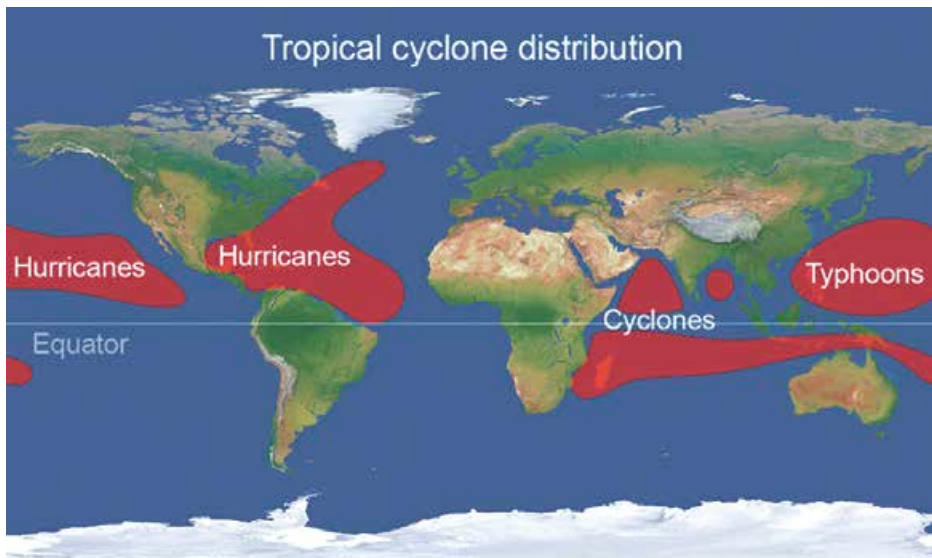 Tropical cyclone distribution
Hurricanes
Hurricanes
Typhoons
Cyclones
Equator